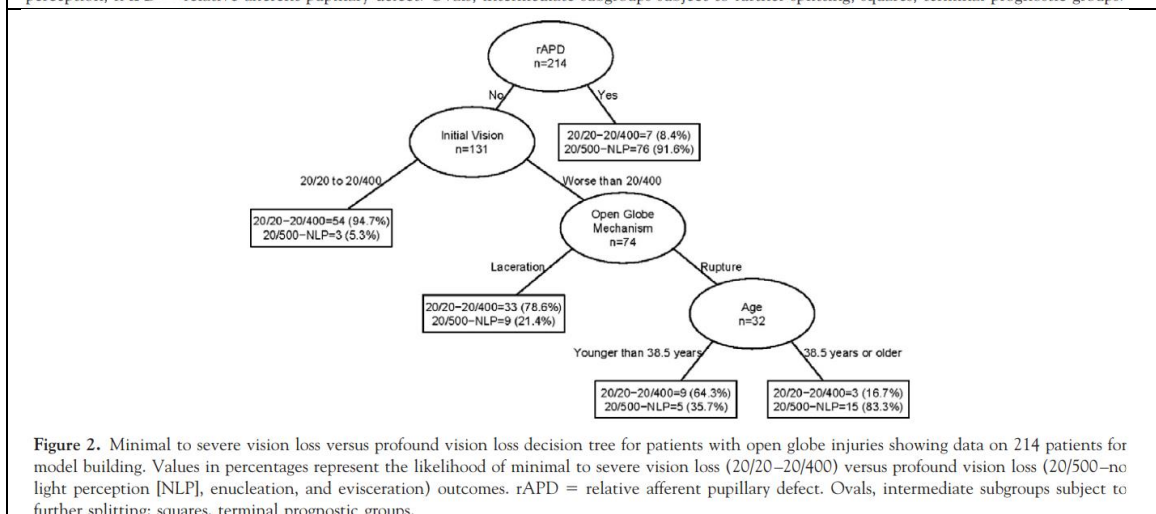 rAPD
n=214
No
Yes
20/20–20/400=7 (8.4%)
20/500–NLP=76 (91.6%)
Initial Vision
n=131
20/20 to 20/400
Worse than 20/400
20/20–20/400=54 (94.7%)
20/500–NLP=3 (5.3%)
Open Globe
Mechanism
n=74
Laceration
Rupture
20/20–20/400=33 (78.6%)
20/500–NLP=9 (21.4%)
Age
n=32
Younger than 38.5 years
38.5 years or older
20/20–20/400=9 (64.3%)
20/500–NLP=5 (35.7%)
20/20–20/400=3 (16.7%)
20/500–NLP=15 (83.3%)
Figure 2. Minimal to severe vision loss versus profound vision loss decision tree for patients with open globe injuries showing data on 214 patients for
model building. Values in percentages represent the likelihood of minimal to severe vision loss (20/20–20/400) versus profound vision loss (20/500–no
light perception [NLP], enucleation, and evisceration) outcomes. rAPD = relative afferent pupillary defect. Ovals, intermediate subgroups subject to
further splitting; squares, terminal prognostic groups.